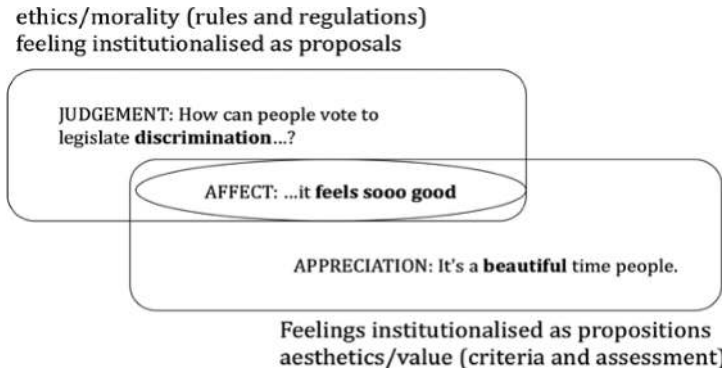 ethics/morality (rules and regulations)
feeling institutionalised as proposals
JUDGEMENT: How can people vote to
legislate discrimination...?
AFFECT: ...it feels sooo good
APPRECIATION: It's a beautiful time people.
Feelings institutionalised as propositions
aesthetics/value (criteria and assessment)